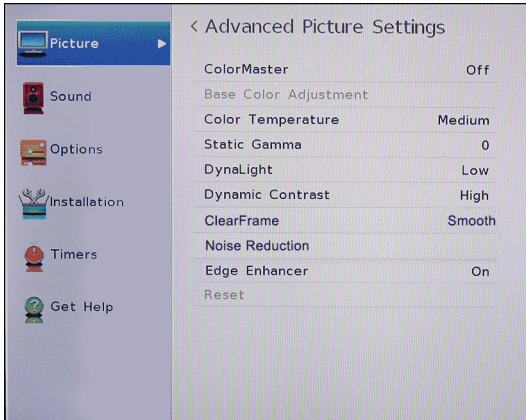 Picture
Sound
Options
Installation
Timers
Get Help
< Advanced Picture Settings
ColorMaster Off
Base Color Adjustment
Color Temperature Medium
Static Gamma 0
DynaLight Low
Dynamic Contrast High
ClearFrame Smooth
Noise Reduction
Edge Enhancer On
Reset